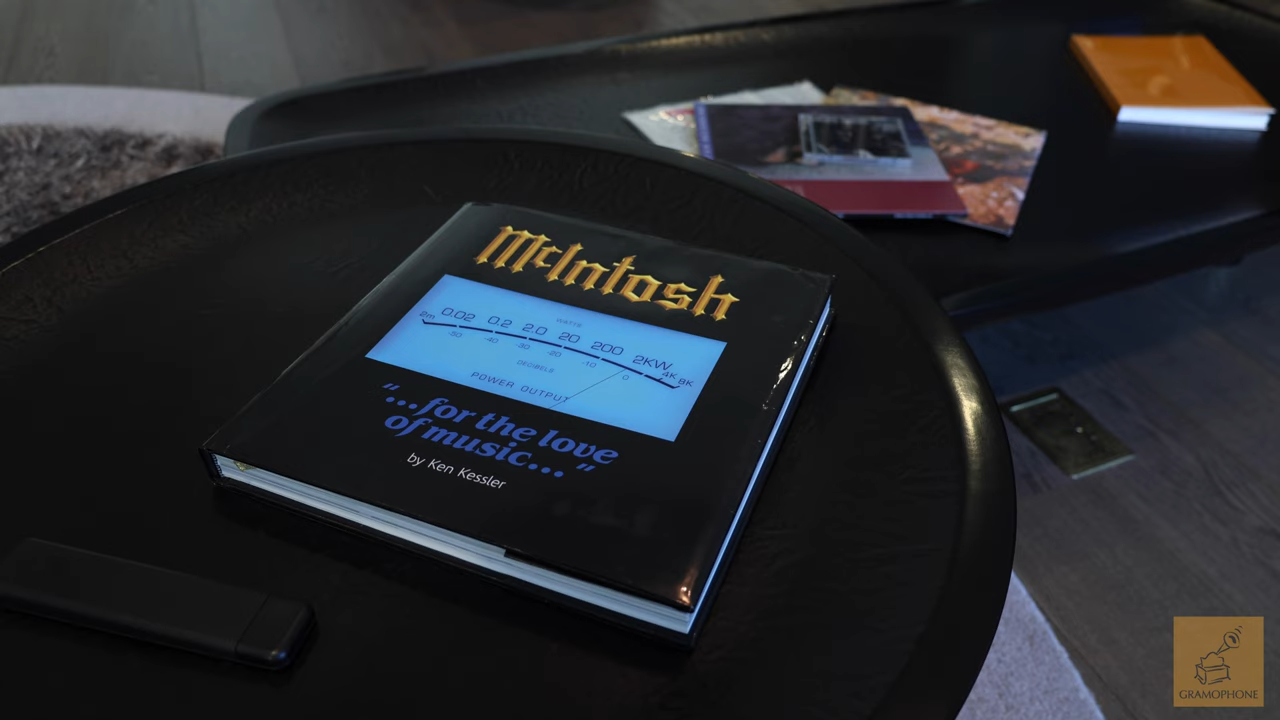 McIntosh
WATTS
2m 0.02 0.2 2.0 20 200 2KW 4K 8K
-50 -40 -30 -20 -10 0
DECIBELS
POWER OUTPUT
"...for the love
of music..."
by Ken Kessler
GRAMOPHONE